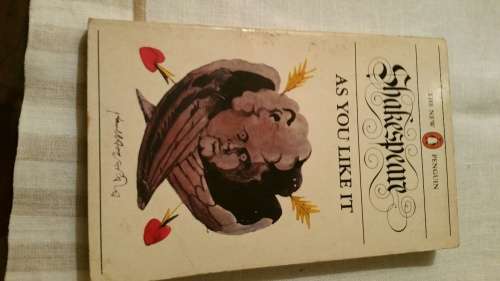 THE NEW PENGUIN
Shakespeare
AS YOU LIKE IT